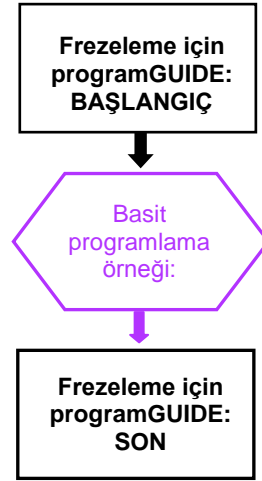 Frezeleme için
programGUIDE:
BAŞLANGIÇ
Basit
programlama
örneği:
Frezeleme için
programGUIDE:
SON